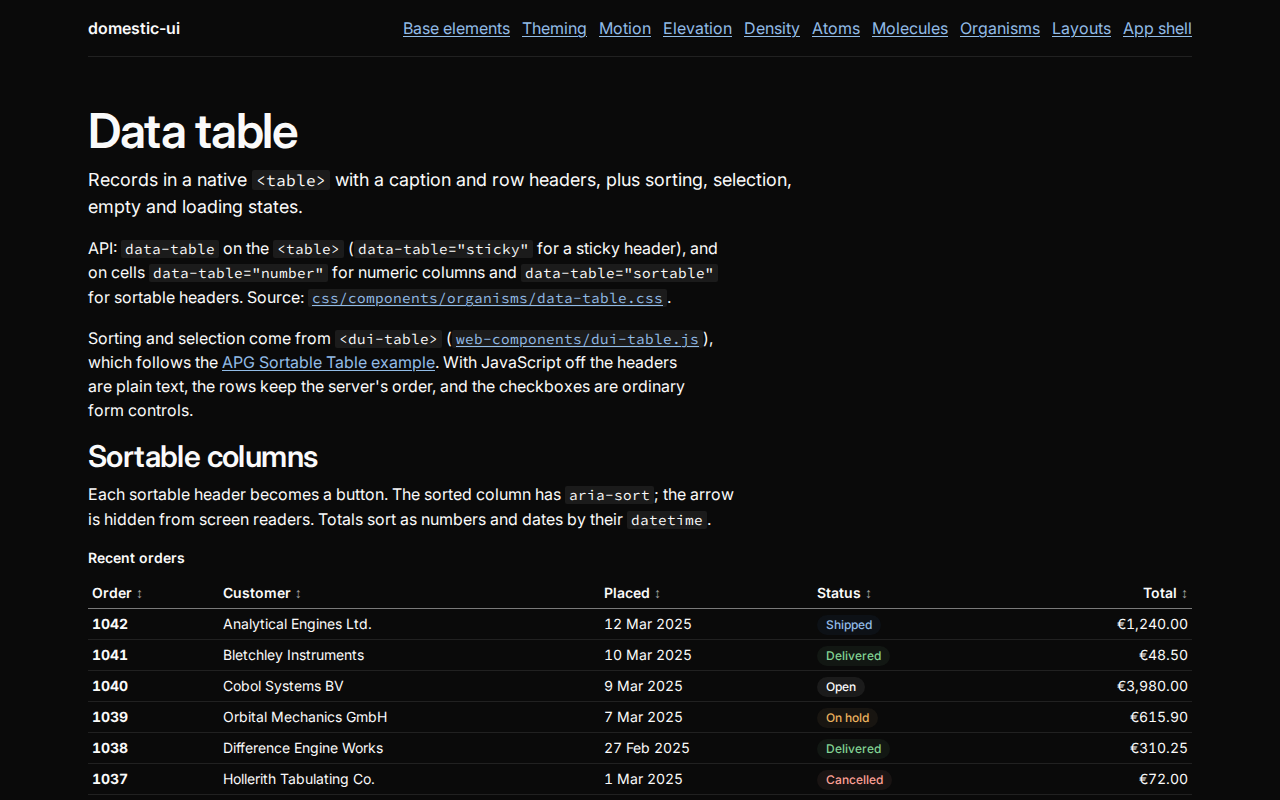 domestic-ui Base elements Theming Motion Elevation Density Atoms Molecules Organisms Layouts App shell
Data table
Records in a native <table> with a caption and row headers, plus sorting, selection,
empty and loading states.
API: data-table on the <table> (data-table="sticky" for a sticky header), and
on cells data-table="number" for numeric columns and data-table="sortable"
for sortable headers. Source: css/components/organisms/data-table.css.
Sorting and selection come from <dui-table> (web-components/dui-table.js),
which follows the APG Sortable Table example. With JavaScript off the headers
are plain text, the rows keep the server's order, and the checkboxes are ordinary
form controls.
Sortable columns
Each sortable header becomes a button. The sorted column has aria-sort; the arrow
is hidden from screen readers. Totals sort as numbers and dates by their datetime.
Recent orders
Order ↕ Customer ↕ Placed ↕ Status ↕ Total ↕
1042 Analytical Engines Ltd. 12 Mar 2025 Shipped €1,240.00
1041 Bletchley Instruments 10 Mar 2025 Delivered €48.50
1040 Cobol Systems BV 9 Mar 2025 Open €3,980.00
1039 Orbital Mechanics GmbH 7 Mar 2025 On hold €615.90
1038 Difference Engine Works 27 Feb 2025 Delivered €310.25
1037 Hollerith Tabulating Co. 1 Mar 2025 Cancelled €72.00